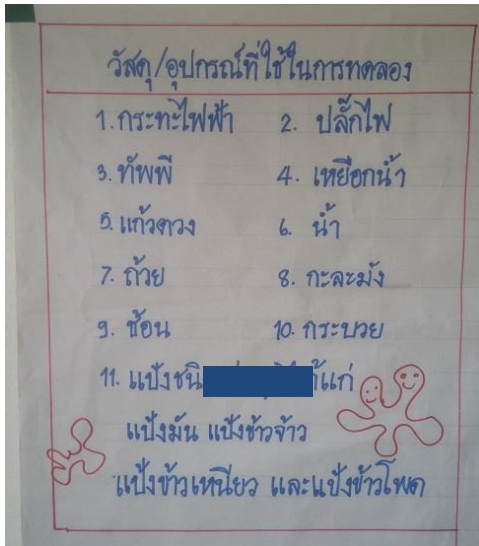 วัสดุ/อุปกรณ์ที่ใช้ในการทดลอง
1. กระทะไฟฟ้า 2. ปลั๊กไฟ
3. ทัพพี 4. เหยือกน้ำ
5. แก้วตวง 6. น้ำ
7. ถ้วย 8. กะละมัง
9. ช้อน 10. กระบวย
11. แป้งชนิ
แป้งมัน แป้งข้าวจ้าว
แป้งข้าวเหนียว และแป้งข้าวโพด